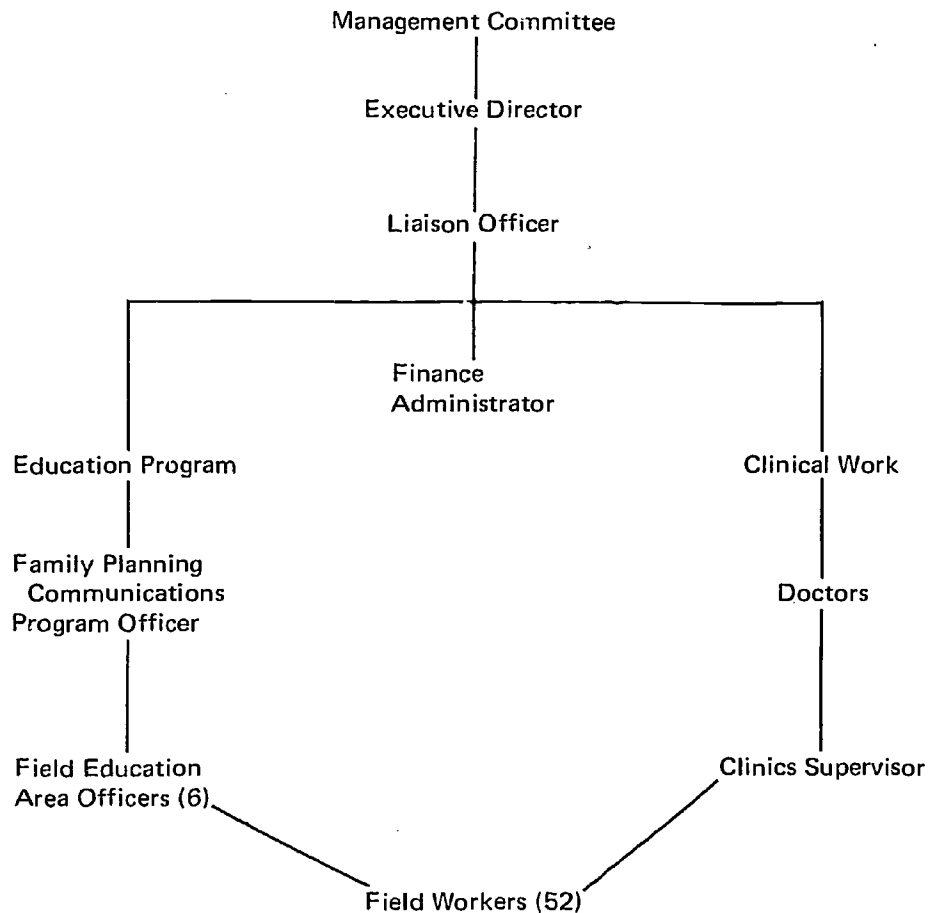 Management Committee
Executive Director
Liaison Officer
Finance
Administrator
Education Program
Clinical Work
Family Planning
Communications
Program Officer
Doctors
Field Education
Area Officers (6)
Clinics Supervisor
Field Workers (52)